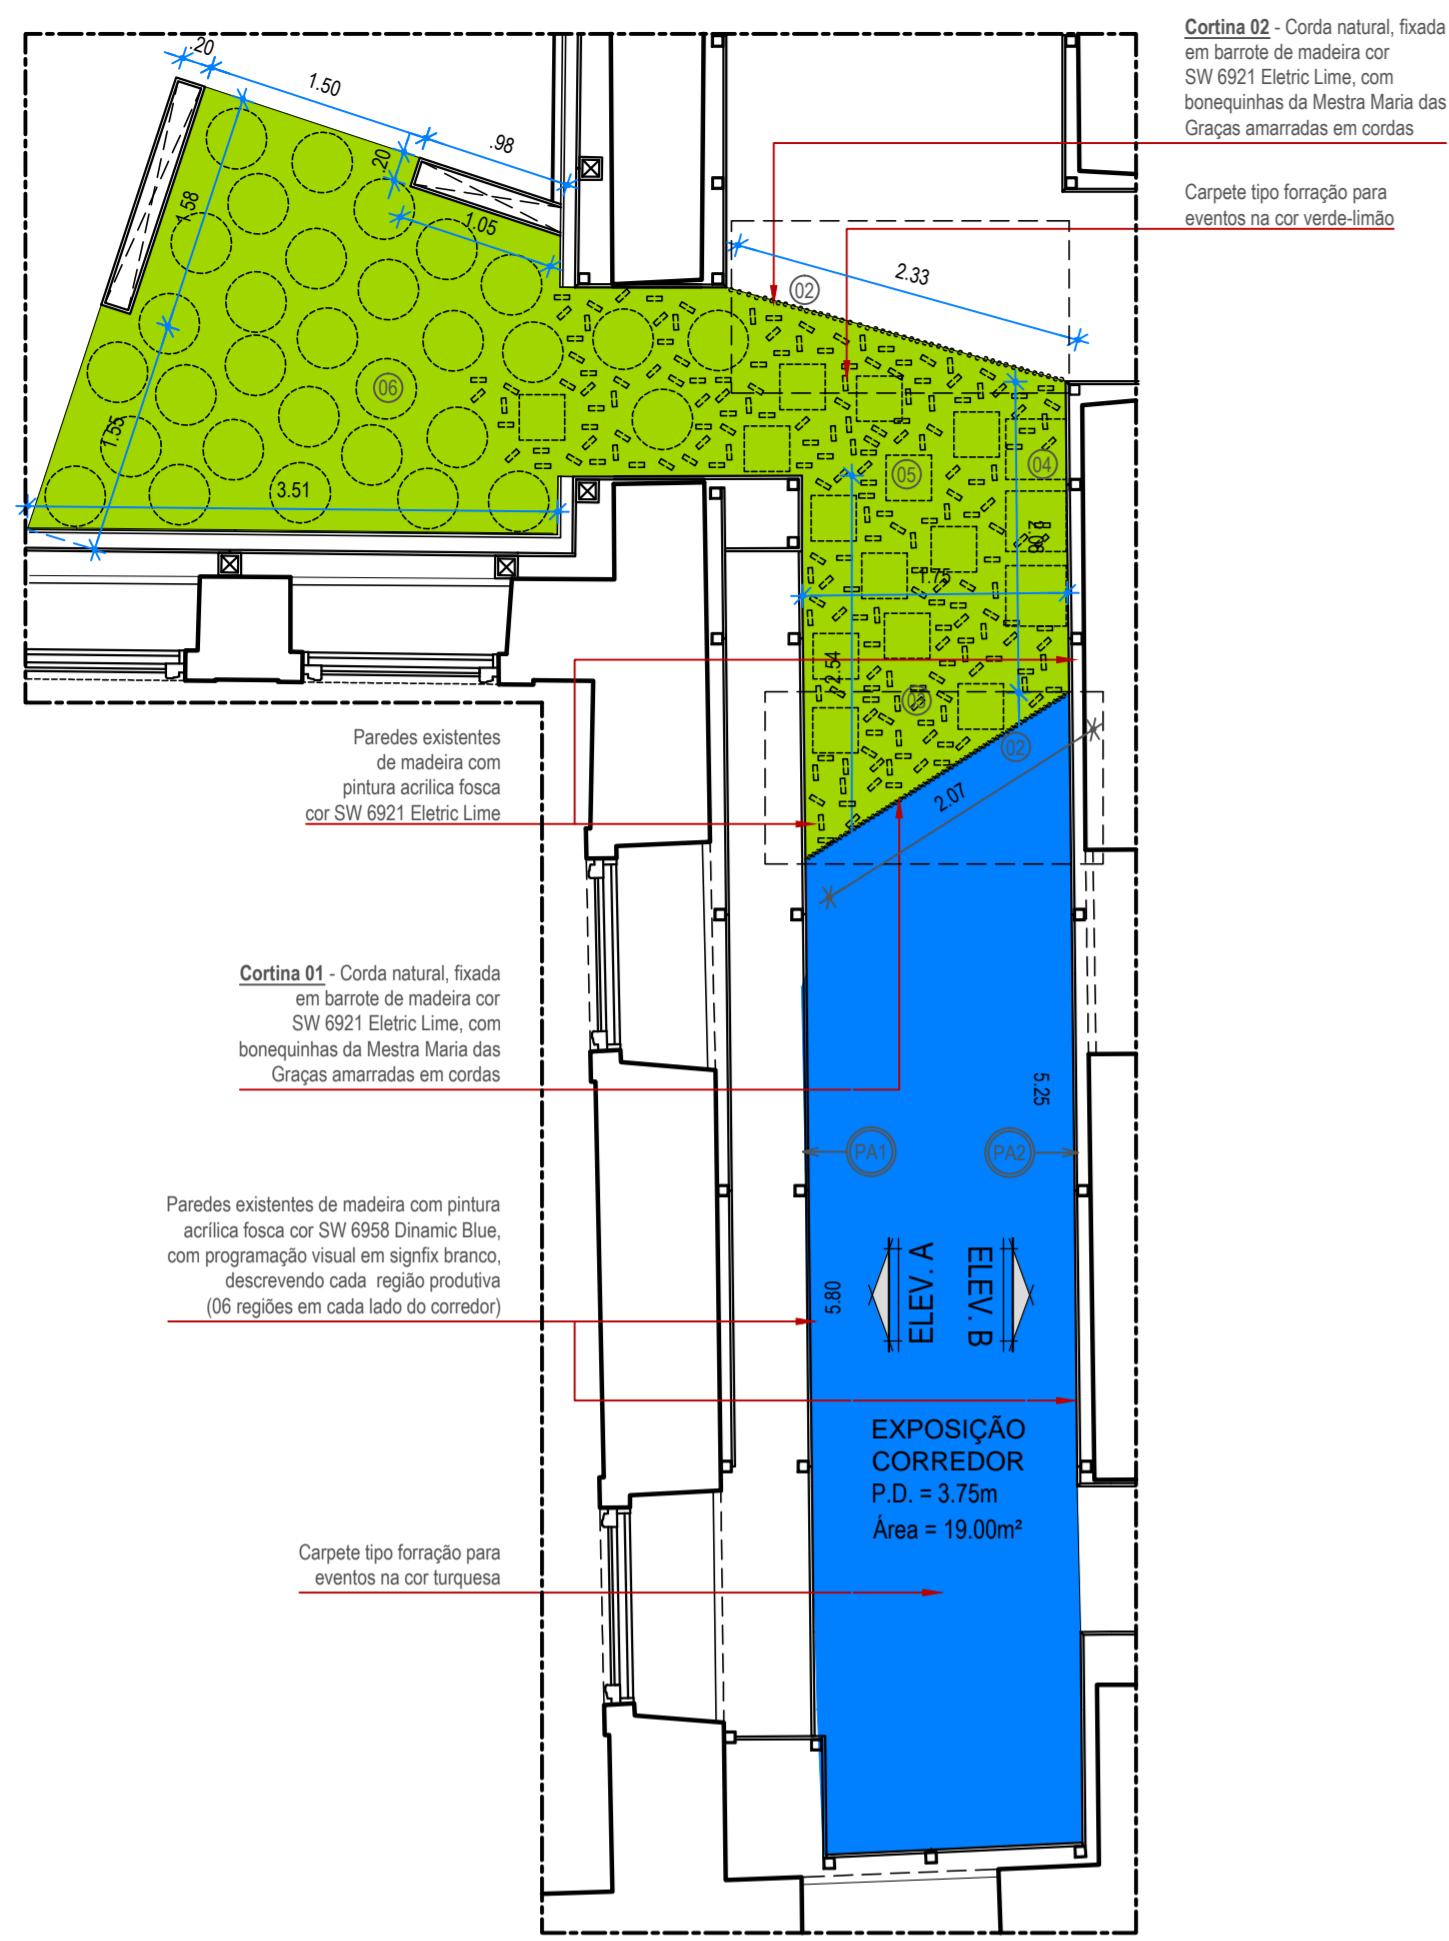 Cortina 02 - Corda natural, fixada
em barrote de madeira cor
SW 6921 Eletric Lime, com
bonequinhas da Mestra Maria das
Graças amarradas em cordas
Carpete tipo forração para
eventos na cor verde-limão
.20
1.50
.98
.20
1.58
1.05
2.33
02
06
1.55
3.51
05
04
2.08
1.75
2.54
03
02
2.07
Paredes existentes
de madeira com
pintura acrilica fosca
cor SW 6921 Eletric Lime
Cortina 01 - Corda natural, fixada
em barrote de madeira cor
SW 6921 Eletric Lime, com
bonequinhas da Mestra Maria das
Graças amarradas em cordas
5.25
PA1
PA2
Paredes existentes de madeira com pintura
acrílica fosca cor SW 6958 Dinamic Blue,
com programação visual em signfix branco,
descrevendo cada região produtiva
(06 regiões em cada lado do corredor)
5.80
ELEV. A
ELEV. B
EXPOSIÇÃO
CORREDOR
P.D. = 3.75m
Área = 19.00m²
Carpete tipo forração para
eventos na cor turquesa